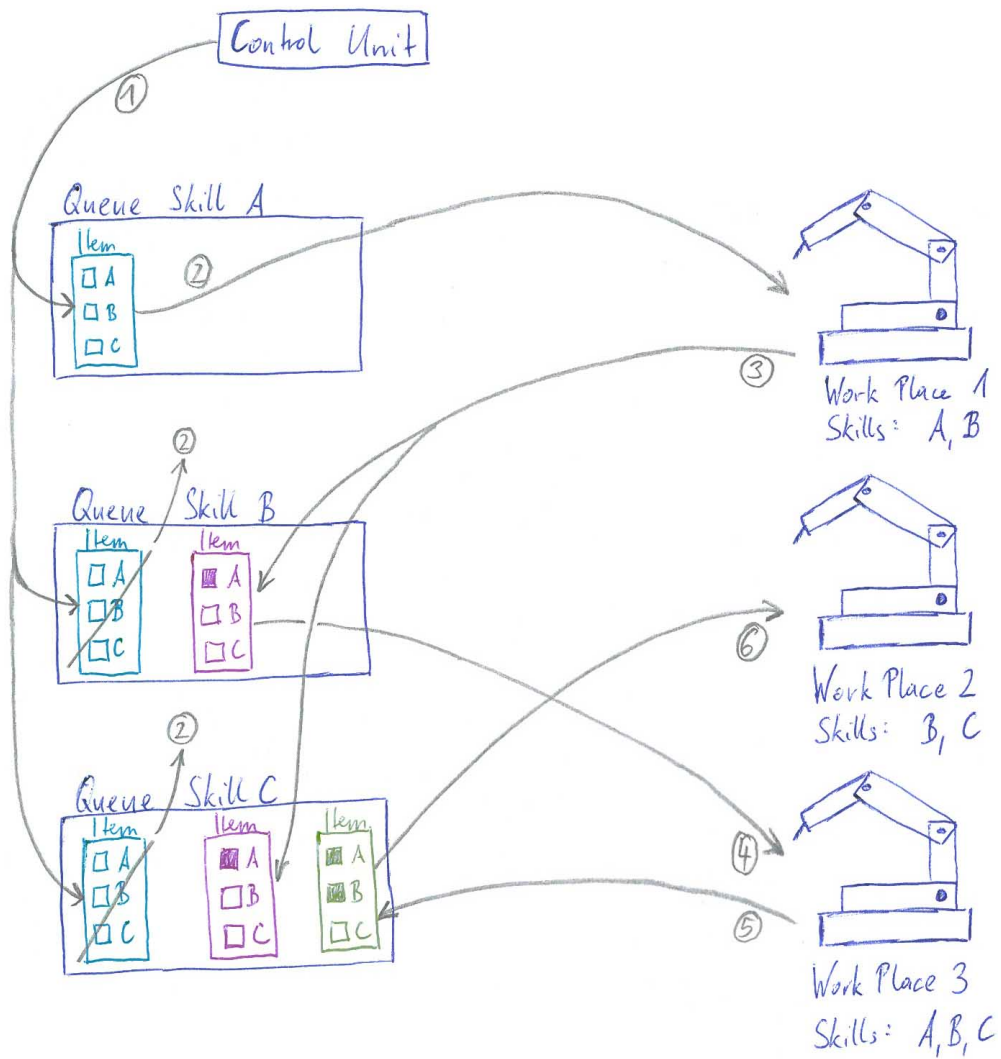 Control Unit
1
Queue Skill A
Item
A
B
C
2
3
Work Place 1
Skills: A, B
2
Queue Skill B
Item
A
B
C
Item
A
B
C
6
Work Place 2
Skills: B, C
2
Queue Skill C
Item
A
B
C
Item
A
B
C
Item
A
B
C
4
5
Work Place 3
Skills: A, B, C